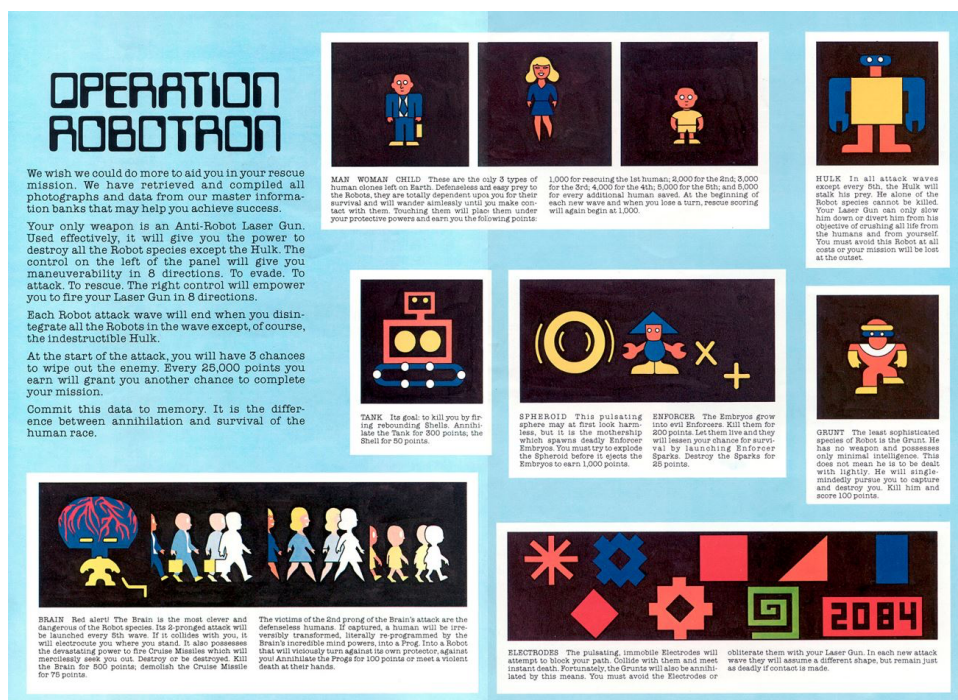 OPERATION
ROBOTRON
We wish we could do more to aid you in your rescue
mission. We have retrieved and compiled all
photographs and data from our master informa-
tion banks that may help you achieve success.
Your only weapon is an Anti-Robot Laser Gun.
Used effectively, it will give you the power to
destroy all the Robot species except the Hulk. The
control on the left of the panel will give you
maneuverability in 8 directions. To evade. To
attack. To rescue. The right control will empower
you to fire your Laser Gun in 8 directions.
Each Robot attack wave will end when you disin-
tegrate all the Robots in the wave except, of course,
the indestructible Hulk.
At the start of the attack, you will have 3 chances
to wipe out the enemy. Every 25,000 points you
earn will grant you another chance to complete
your mission.
Commit this data to memory. It is the differ-
ence between annihilation and survival of the
human race.
MAN WOMAN CHILD These are the only 3 types of
human clones left on Earth. Defenseless and easy prey to
the Robots, they are totally dependent upon you for their
survival and will wander aimlessly until you make con-
tact with them. Touching them will place them under
your protective powers and earn you the following points:
1,000 for rescuing the 1st human; 2,000 for the 2nd; 3,000
for the 3rd; 4,000 for the 4th; 5,000 for the 5th; and 5,000
for every additional human saved. At the beginning of
each new wave and when you lose a turn, rescue scoring
will again begin at 1,000.
HULK In all attack waves
except every 5th, the Hulk will
stalk his prey. He alone of the
Robot species cannot be killed.
Your Laser Gun can only slow
him down or divert him from his
objective of crushing all life from
the humans and from yourself.
You must avoid this Robot at all
costs or your mission will be lost
at the outset.
TANK Its goal: to kill you by fir-
ing rebounding Shells. Annihi-
late the Tank for 300 points; the
Shell for 50 points.
SPHEROID This pulsating
sphere may at first look harm-
less, but it is the mothership
which spawns deadly Enforcer
Embryos. You must try to explode
the Spheroid before it ejects the
Embryos to earn 1,000 points.
ENFORCER The Embryos grow
into evil Enforcers. Kill them for
200 points. Let them live and they
will lessen your chance for survi-
val by launching Enforcer
Sparks. Destroy the Sparks for
25 points.
GRUNT The least sophisticated
species of Robot is the Grunt. He
has no weapon and possesses
only minimal intelligence. This
does not mean he is to be dealt
with lightly. He will single-
mindedly pursue you to capture
and destroy you. Kill him and
score 100 points.
BRAIN Red alert! The Brain is the most clever and
dangerous of the Robot species. Its 2-pronged attack will
be launched every 5th wave. If it collides with you, it
will electrocute you where you stand. It also possesses
the devastating power to fire Cruise Missiles which will
mercilessly seek you out. Destroy or be destroyed. Kill
the Brain for 500 points; demolish the Cruise Missile
for 75 points.
The victims of the 2nd prong of the Brain's attack are the
defenseless humans. If captured, a human will be irre-
versibly transformed, literally re-programmed by the
Brain's incredible mind powers, into a Prog. Into a Robot
that will viciously turn against its own protector, against
you! Annihilate the Progs for 100 points or meet a violent
death at their hands.
2084
ELECTRODES The pulsating, immobile Electrodes will
attempt to block your path. Collide with them and meet
instant death. Fortunately, the Grunts will also be annihi-
lated by this means. You must avoid the Electrodes or
obliterate them with your Laser Gun. In each new attack
wave they will assume a different shape, but remain just
as deadly if contact is made.